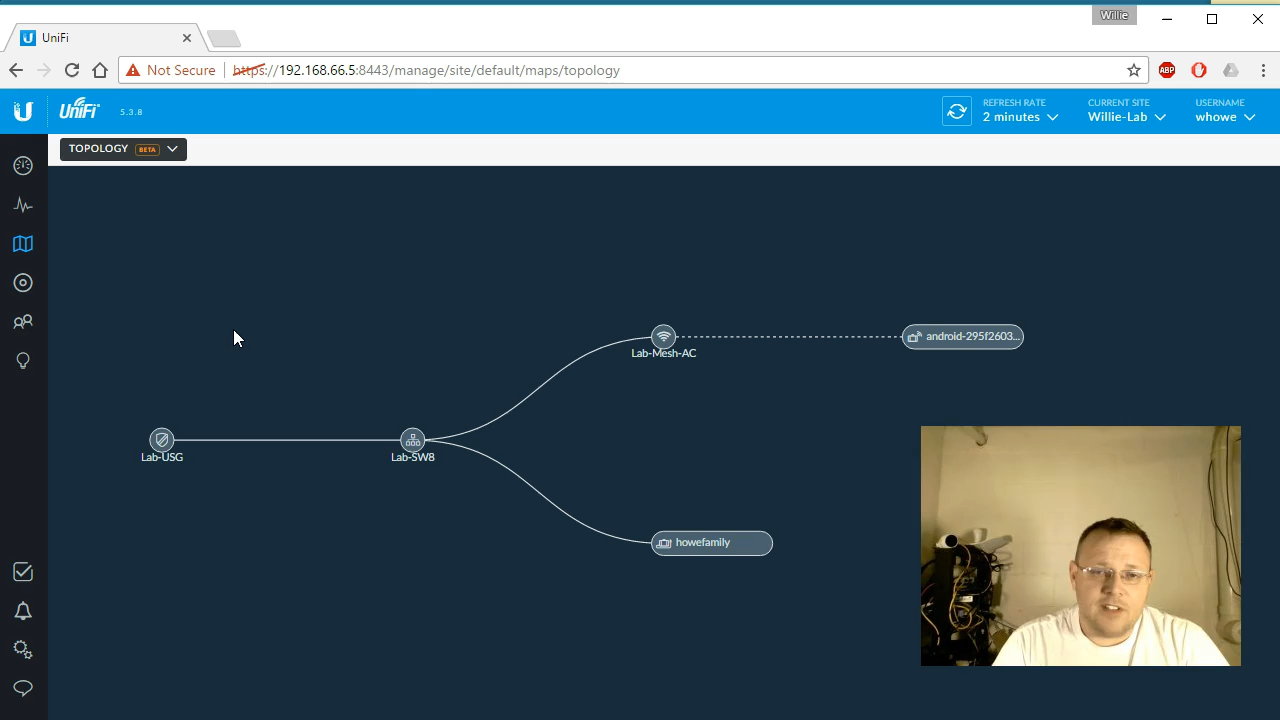 Willie
UniFi
Not Secure https://192.168.66.5:8443/manage/site/default/maps/topology
ABP
UniFi 5.3.8
REFRESH RATE
2 minutes
CURRENT SITE
Willie-Lab
USERNAME
whowe
TOPOLOGY BETA
Lab-Mesh-AC
android-295f2603...
Lab-USG
Lab-SW8
howefamily